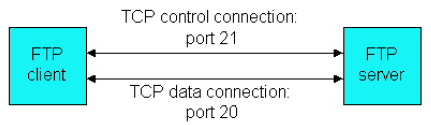 TCP control connection:
port 21
FTP
client
FTP
server
TCP data connection:
port 20